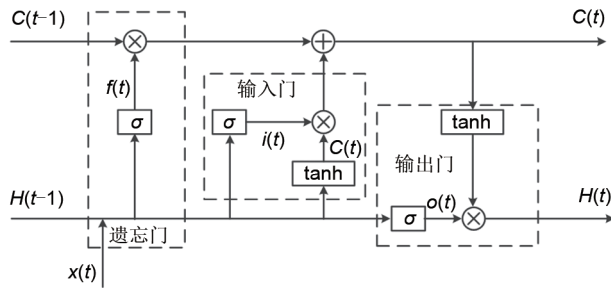 C(t−1)
C(t)
f(t)
输入门
σ
σ
i(t)
C(t)
tanh
tanh
输出门
H(t−1)
σ
o(t)
H(t)
遗忘门
x(t)